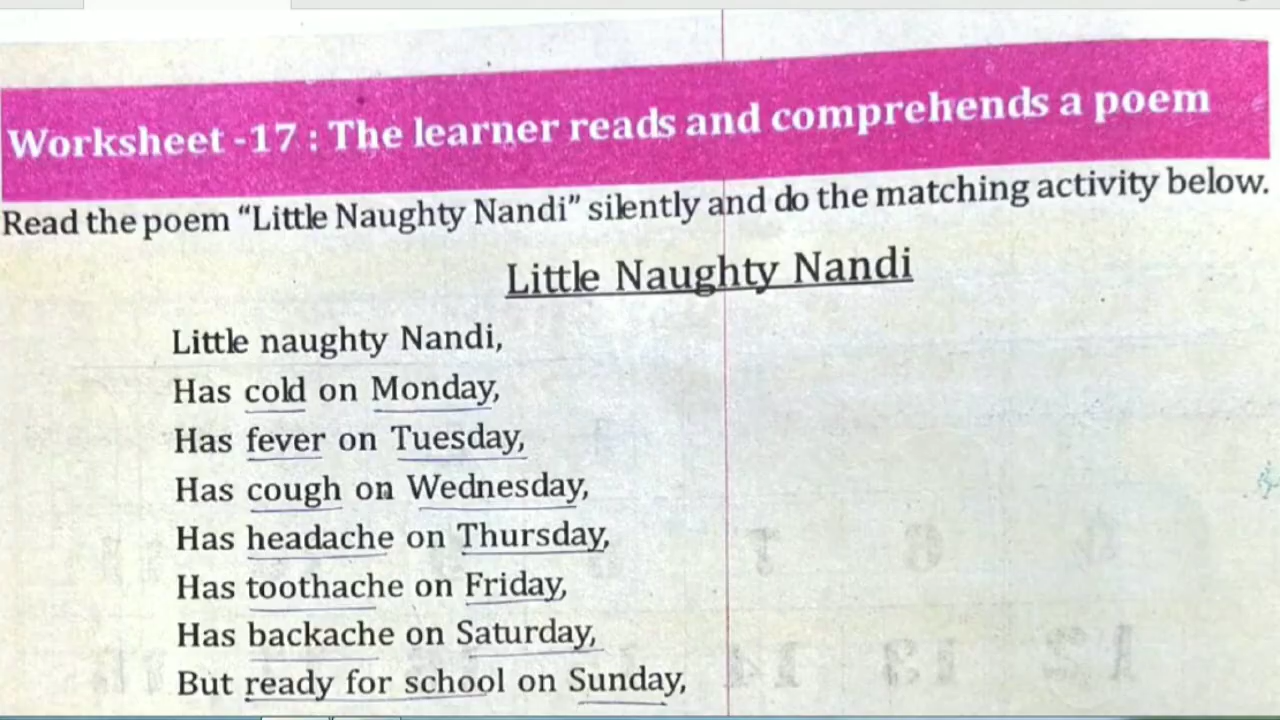 Worksheet -17 : The learner reads and comprehends a poem
Read the poem “Little Naughty Nandi” silently and do the matching activity below.
Little Naughty Nandi
Little naughty Nandi,
Has cold on Monday,
Has fever on Tuesday,
Has cough on Wednesday,
Has headache on Thursday,
Has toothache on Friday,
Has backache on Saturday,
But ready for school on Sunday,